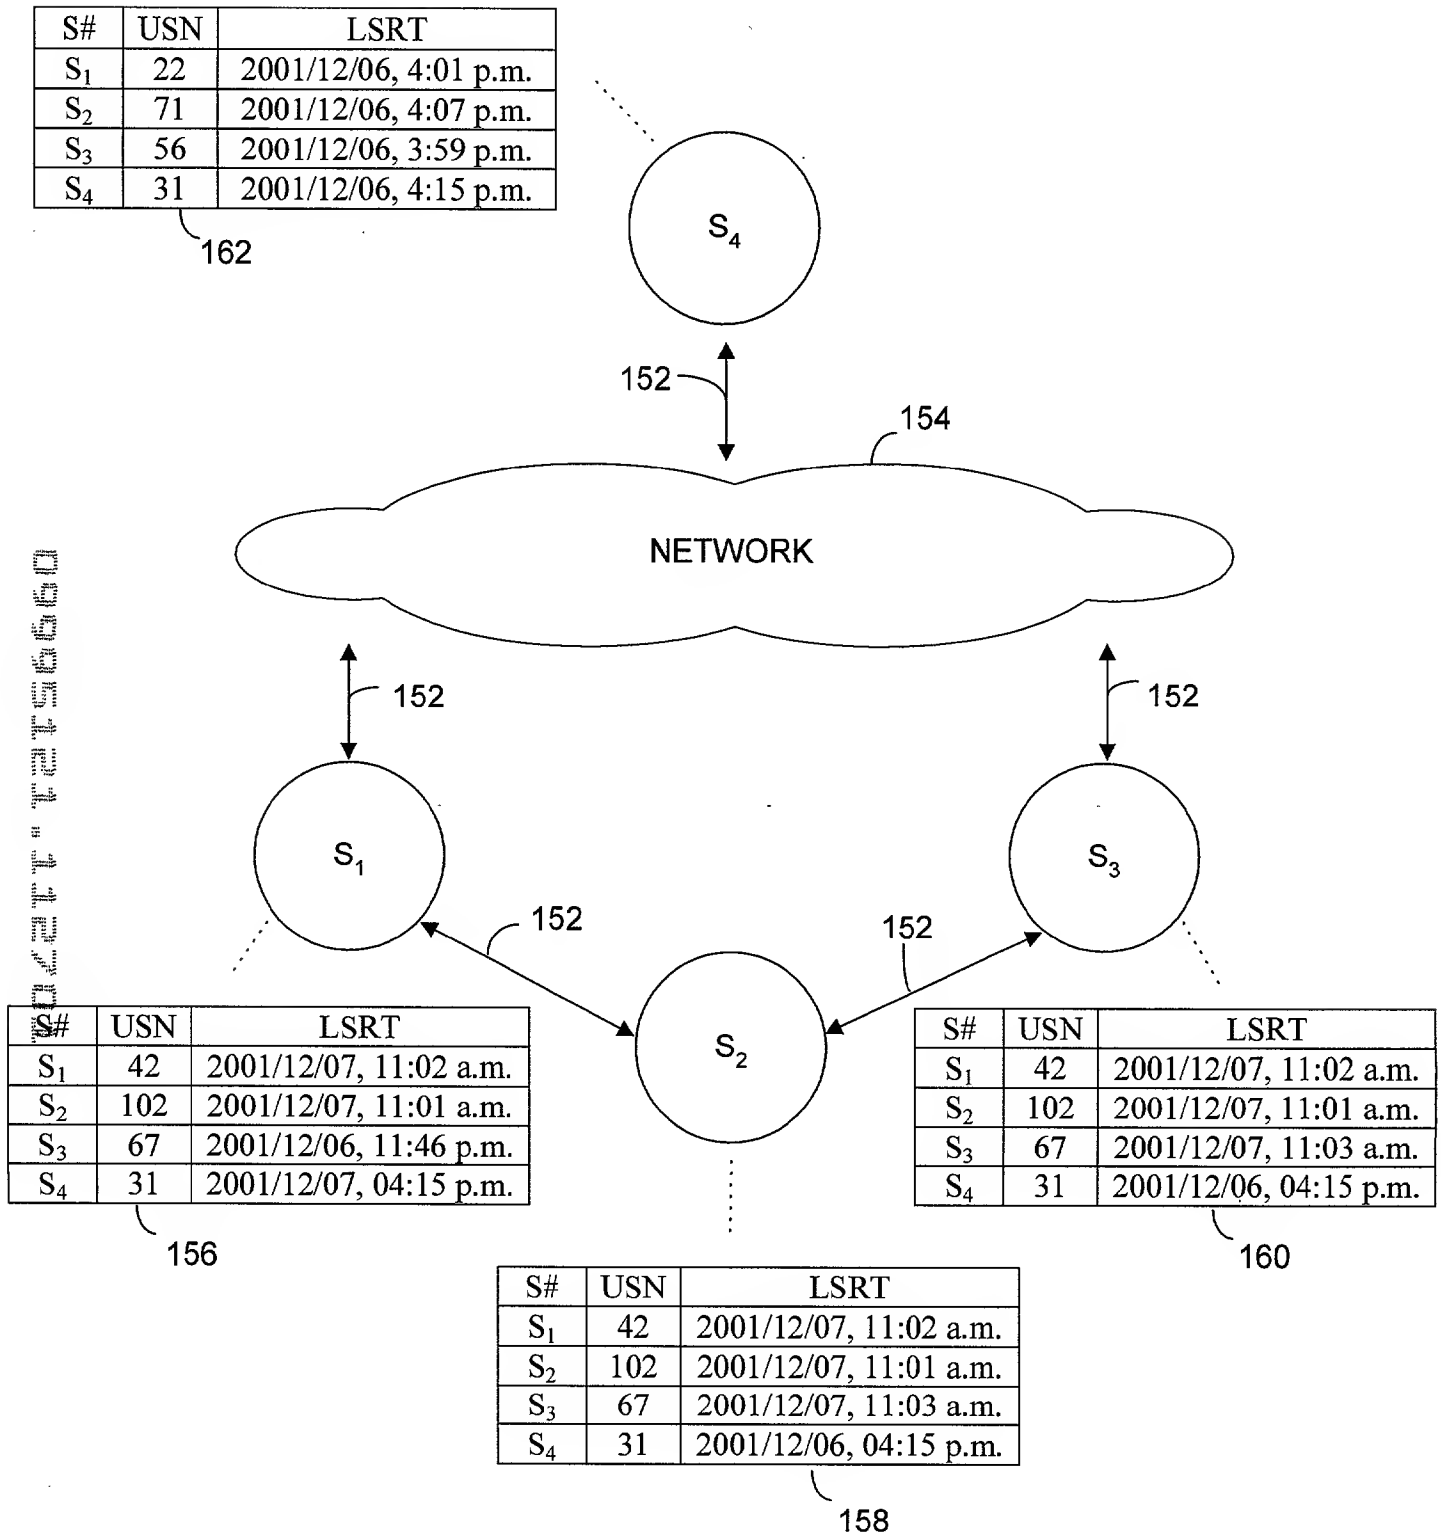 S# USN LSRT
S1 22 2001/12/06, 4:01 p.m.
S2 71 2001/12/06, 4:07 p.m.
S3 56 2001/12/06, 3:59 p.m.
S4 31 2001/12/06, 4:15 p.m.
162
S4
152
154
NETWORK
152
152
S1
S3
152
152
S2
S# USN LSRT
S1 42 2001/12/07, 11:02 a.m.
S2 102 2001/12/07, 11:01 a.m.
S3 67 2001/12/06, 11:46 p.m.
S4 31 2001/12/07, 04:15 p.m.
156
S# USN LSRT
S1 42 2001/12/07, 11:02 a.m.
S2 102 2001/12/07, 11:01 a.m.
S3 67 2001/12/07, 11:03 a.m.
S4 31 2001/12/06, 04:15 p.m.
160
S# USN LSRT
S1 42 2001/12/07, 11:02 a.m.
S2 102 2001/12/07, 11:01 a.m.
S3 67 2001/12/07, 11:03 a.m.
S4 31 2001/12/06, 04:15 p.m.
158